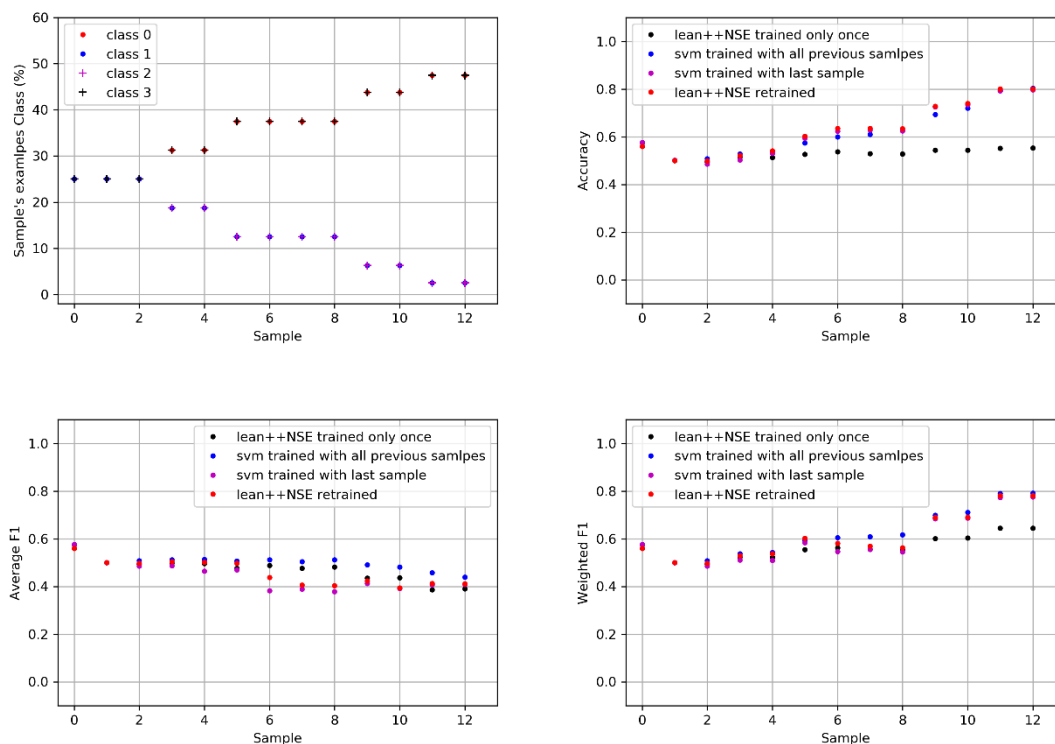 60
50
40
30
20
10
0
Sample's examlpes Class (%)
class 0
class 1
class 2
class 3
0 2 4 6 8 10 12
Sample
1.0
0.8
0.6
0.4
0.2
0.0
Accuracy
lean++NSE trained only once
svm trained with all previous samlpes
svm trained with last sample
lean++NSE retrained
0 2 4 6 8 10 12
Sample
1.0
0.8
0.6
0.4
0.2
0.0
Average F1
lean++NSE trained only once
svm trained with all previous samlpes
svm trained with last sample
lean++NSE retrained
0 2 4 6 8 10 12
Sample
1.0
0.8
0.6
0.4
0.2
0.0
Weighted F1
lean++NSE trained only once
svm trained with all previous samlpes
svm trained with last sample
lean++NSE retrained
0 2 4 6 8 10 12
Sample